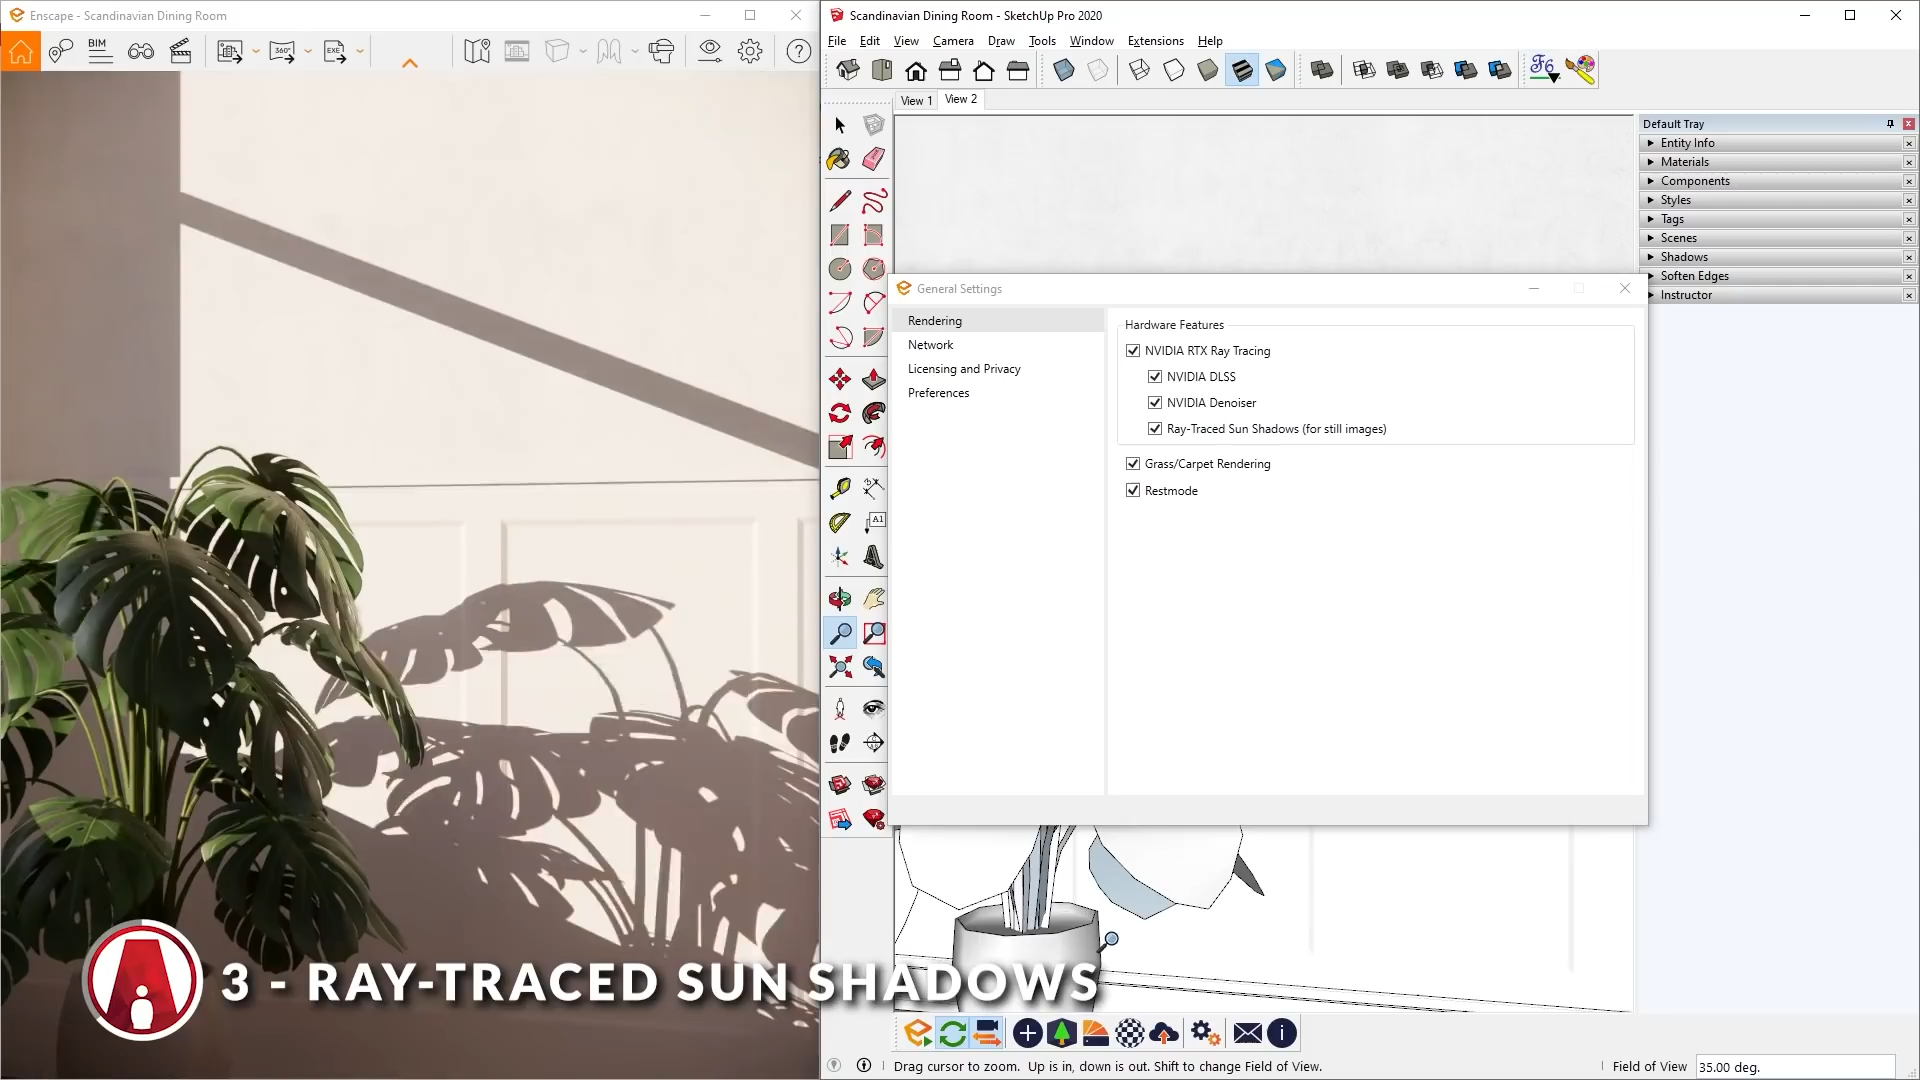 Enscape - Scandinavian Dining Room
BIM
360°
EXE
Scandinavian Dining Room - SketchUp Pro 2020
File Edit View Camera Draw Tools Window Extensions Help
F6
View 1 View 2
Default Tray
Entity Info
Materials
Components
Styles
Tags
Scenes
Shadows
Soften Edges
Instructor
A1
General Settings
Rendering
Network
Licensing and Privacy
Preferences
Hardware Features
NVIDIA RTX Ray Tracing
NVIDIA DLSS
NVIDIA Denoiser
Ray-Traced Sun Shadows (for still images)
Grass/Carpet Rendering
Restmode
3 - RAY-TRACED SUN SHADOWS
Drag cursor to zoom. Up is in, down is out. Shift to change Field of View.
Field of View 35.00 deg.